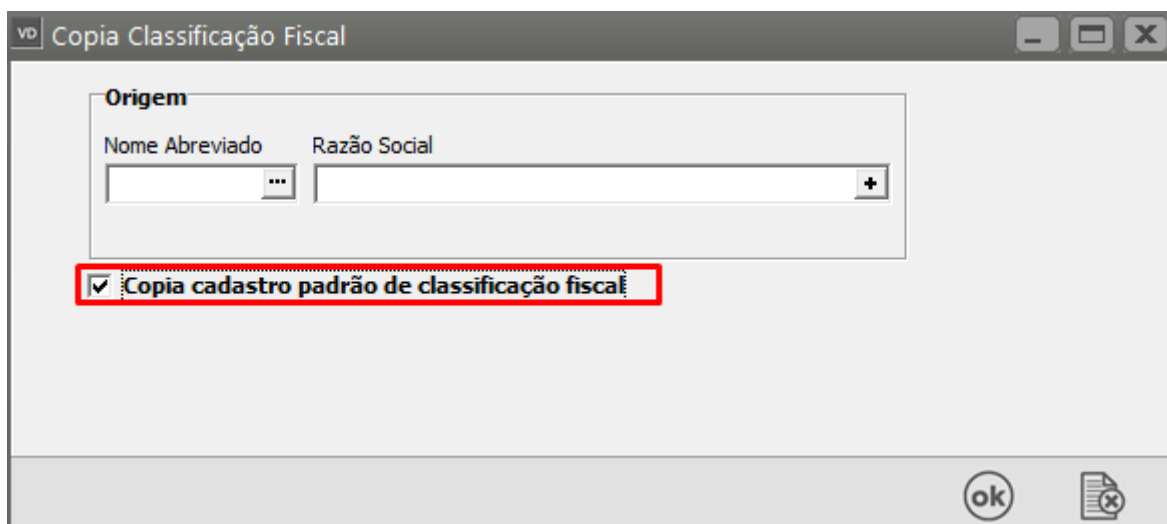 VD Copia Classificação Fiscal
Origem
Nome Abreviado Razão Social
Copia cadastro padrão de classificação fiscal
ok